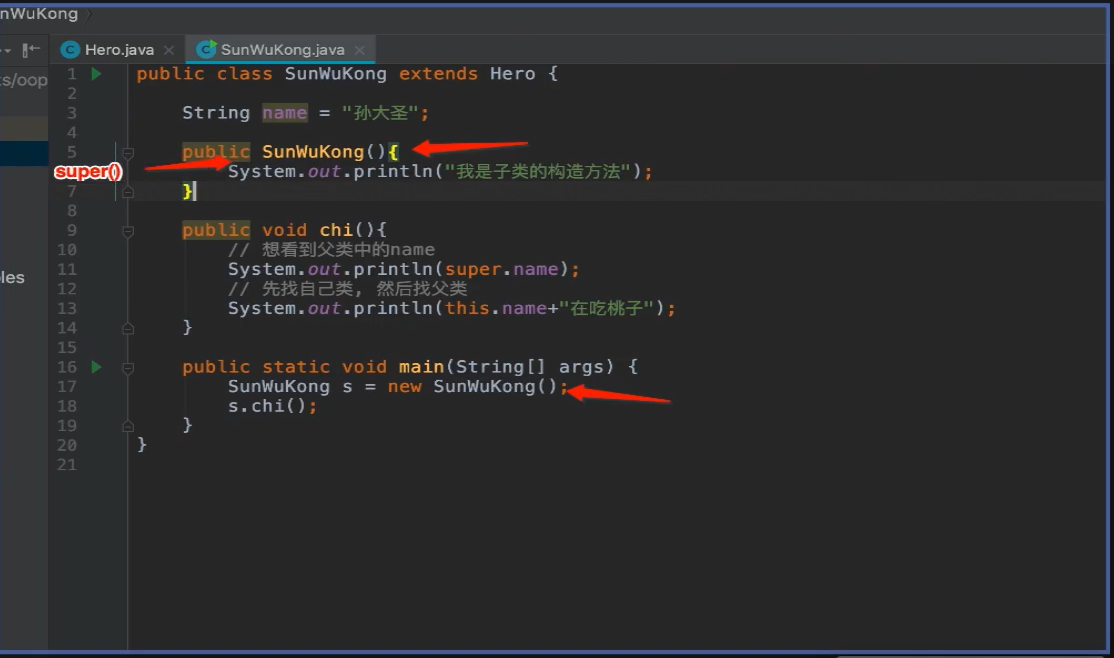 nWuKong
Hero.java SunWuKong.java
ts/oop
1 public class SunWuKong extends Hero {
2
3 String name = "孙大圣";
4
5 public SunWuKong(){
super() System.out.println("我是子类的构造方法");
7 }
8
9 public void chi(){
10 // 想看到父类中的name
11 System.out.println(super.name);
les
12 // 先找自己类, 然后找父类
13 System.out.println(this.name+"在吃桃子");
14 }
15
16 public static void main(String[] args) {
17 SunWuKong s = new SunWuKong();
18 s.chi();
19 }
20 }
21